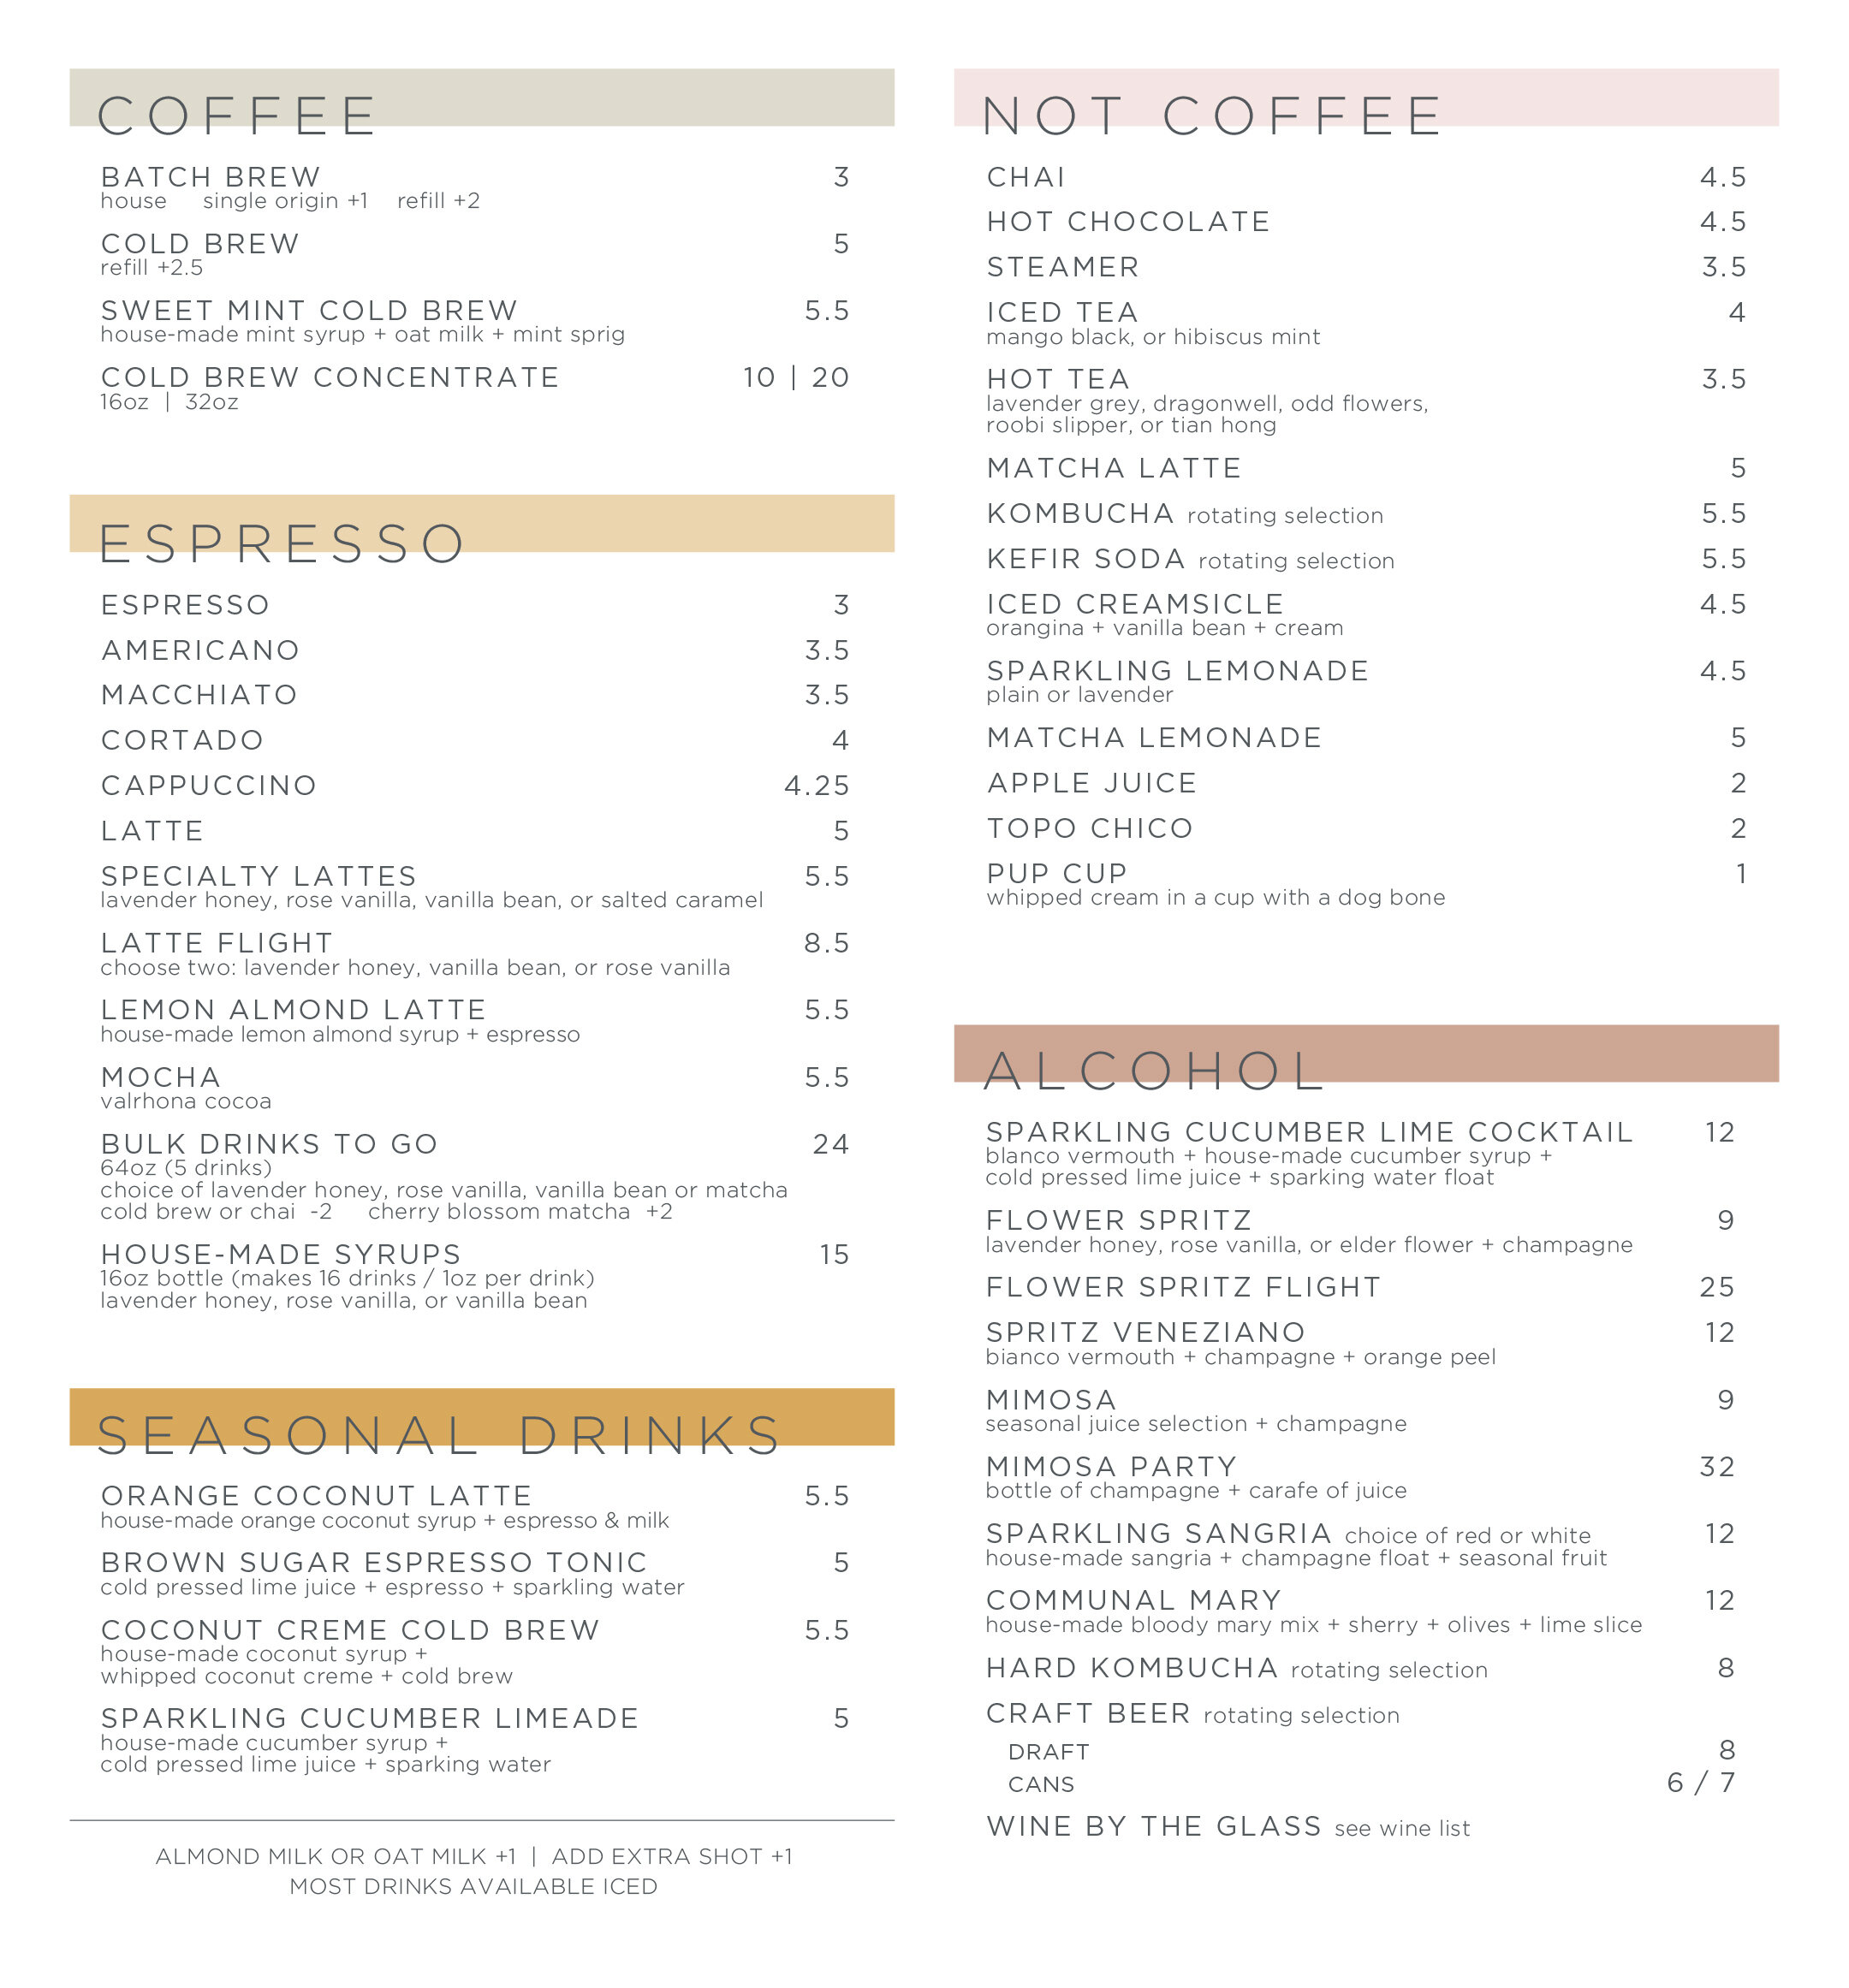 COFFEE
BATCH BREW 3
house single origin +1 refill +2
COLD BREW 5
refill +2.5
SWEET MINT COLD BREW 5.5
house-made mint syrup + oat milk + mint sprig
COLD BREW CONCENTRATE 10 | 20
16oz | 32oz
ESPRESSO
ESPRESSO 3
AMERICANO 3.5
MACCHIATO 3.5
CORTADO 4
CAPPUCCINO 4.25
LATTE 5
SPECIALTY LATTES 5.5
lavender honey, rose vanilla, vanilla bean, or salted caramel
LATTE FLIGHT 8.5
choose two: lavender honey, vanilla bean, or rose vanilla
LEMON ALMOND LATTE 5.5
house-made lemon almond syrup + espresso
MOCHA 5.5
valrhona cocoa
BULK DRINKS TO GO 24
64oz (5 drinks)
choice of lavender honey, rose vanilla, vanilla bean or matcha
cold brew or chai -2 cherry blossom matcha +2
HOUSE-MADE SYRUPS 15
16oz bottle (makes 16 drinks / 1oz per drink)
lavender honey, rose vanilla, or vanilla bean
SEASONAL DRINKS
ORANGE COCONUT LATTE 5.5
house-made orange coconut syrup + espresso & milk
BROWN SUGAR ESPRESSO TONIC 5
cold pressed lime juice + espresso + sparkling water
COCONUT CREME COLD BREW 5.5
house-made coconut syrup +
whipped coconut creme + cold brew
SPARKLING CUCUMBER LIMEADE 5
house-made cucumber syrup +
cold pressed lime juice + sparking water
ALMOND MILK OR OAT MILK +1 | ADD EXTRA SHOT +1
MOST DRINKS AVAILABLE ICED
NOT COFFEE
CHAI 4.5
HOT CHOCOLATE 4.5
STEAMER 3.5
ICED TEA 4
mango black, or hibiscus mint
HOT TEA 3.5
lavender grey, dragonwell, odd flowers,
roobi slipper, or tian hong
MATCHA LATTE 5
KOMBUCHA rotating selection 5.5
KEFIR SODA rotating selection 5.5
ICED CREAMSICLE 4.5
orangina + vanilla bean + cream
SPARKLING LEMONADE 4.5
plain or lavender
MATCHA LEMONADE 5
APPLE JUICE 2
TOPO CHICO 2
PUP CUP 1
whipped cream in a cup with a dog bone
ALCOHOL
SPARKLING CUCUMBER LIME COCKTAIL 12
blanco vermouth + house-made cucumber syrup +
cold pressed lime juice + sparking water float
FLOWER SPRITZ 9
lavender honey, rose vanilla, or elder flower + champagne
FLOWER SPRITZ FLIGHT 25
SPRITZ VENEZIANO 12
bianco vermouth + champagne + orange peel
MIMOSA 9
seasonal juice selection + champagne
MIMOSA PARTY 32
bottle of champagne + carafe of juice
SPARKLING SANGRIA choice of red or white 12
house-made sangria + champagne float + seasonal fruit
COMMUNAL MARY 12
house-made bloody mary mix + sherry + olives + lime slice
HARD KOMBUCHA rotating selection 8
CRAFT BEER rotating selection
DRAFT 8
CANS 6 / 7
WINE BY THE GLASS see wine list